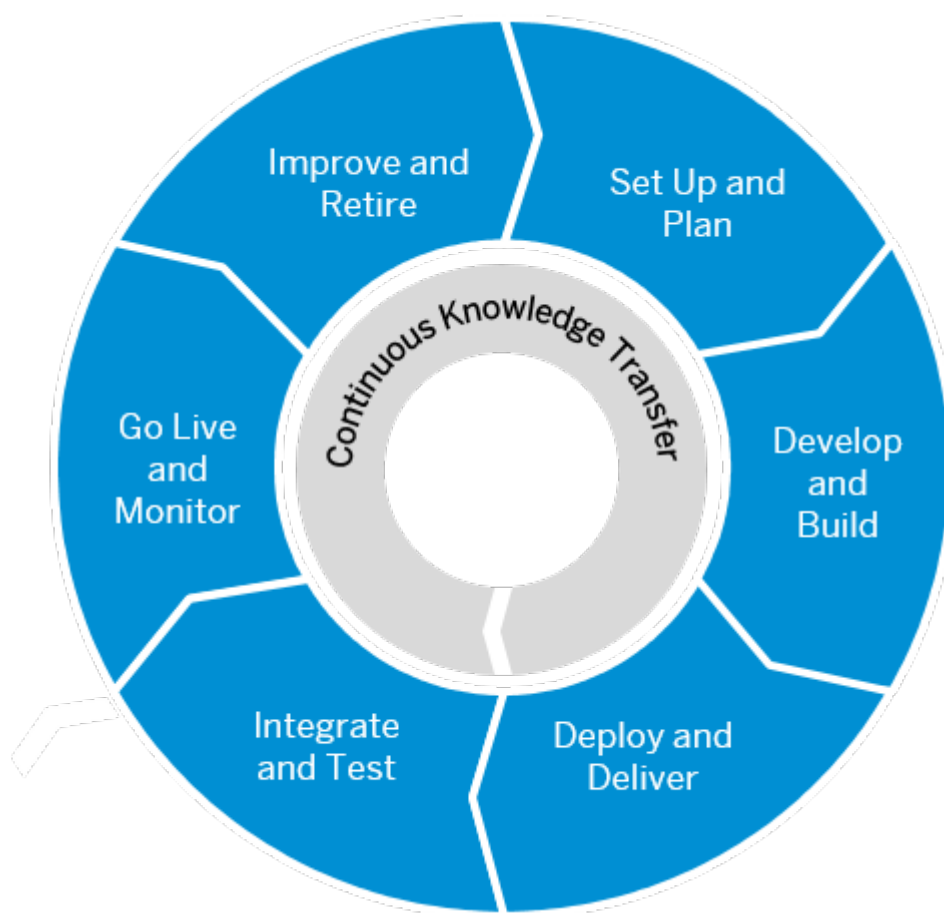 Set Up and
Plan
Develop
and
Build
Deploy and
Deliver
Integrate
and Test
Go Live
and
Monitor
Improve and
Retire
Continuous Knowledge Transfer